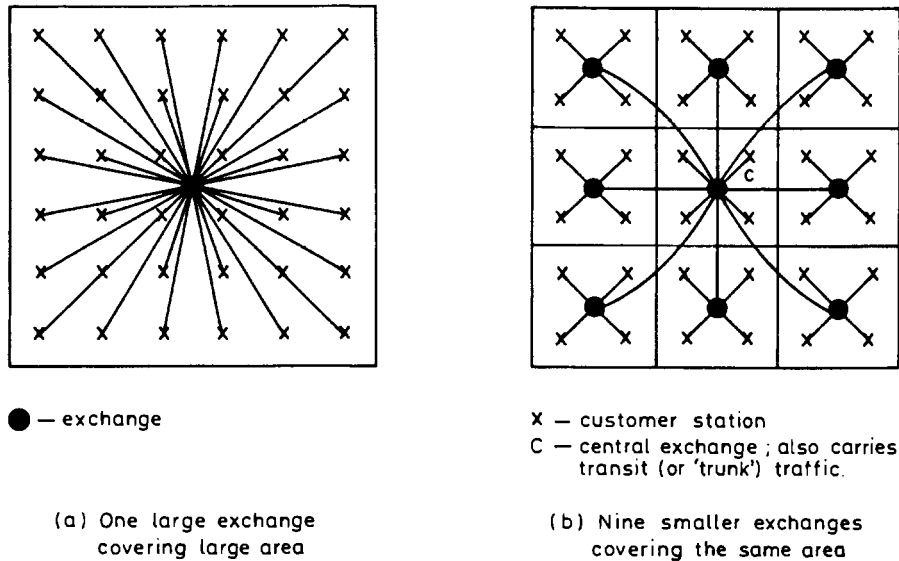 C
● — exchange
x — customer station
C — central exchange ; also carries
transit (or 'trunk') traffic.
(a) One large exchange
covering large area
(b) Nine smaller exchanges
covering the same area